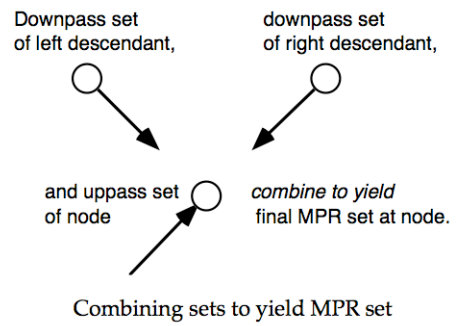 Downpass set
of left descendant,
downpass set
of right descendant,
and uppass set
of node
combine to yield
final MPR set at node.
Combining sets to yield MPR set